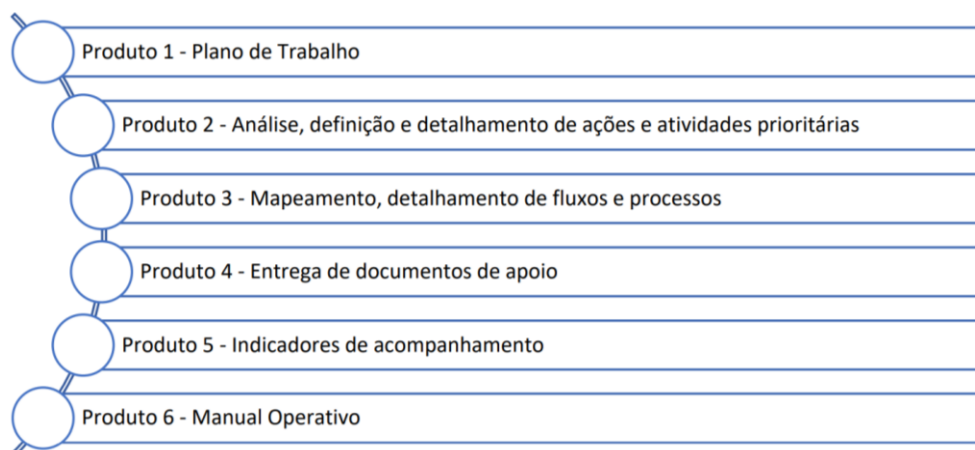 Produto 1 - Plano de Trabalho
Produto 2 - Análise, definição e detalhamento de ações e atividades prioritárias
Produto 3 - Mapeamento, detalhamento de fluxos e processos
Produto 4 - Entrega de documentos de apoio
Produto 5 - Indicadores de acompanhamento
Produto 6 - Manual Operativo